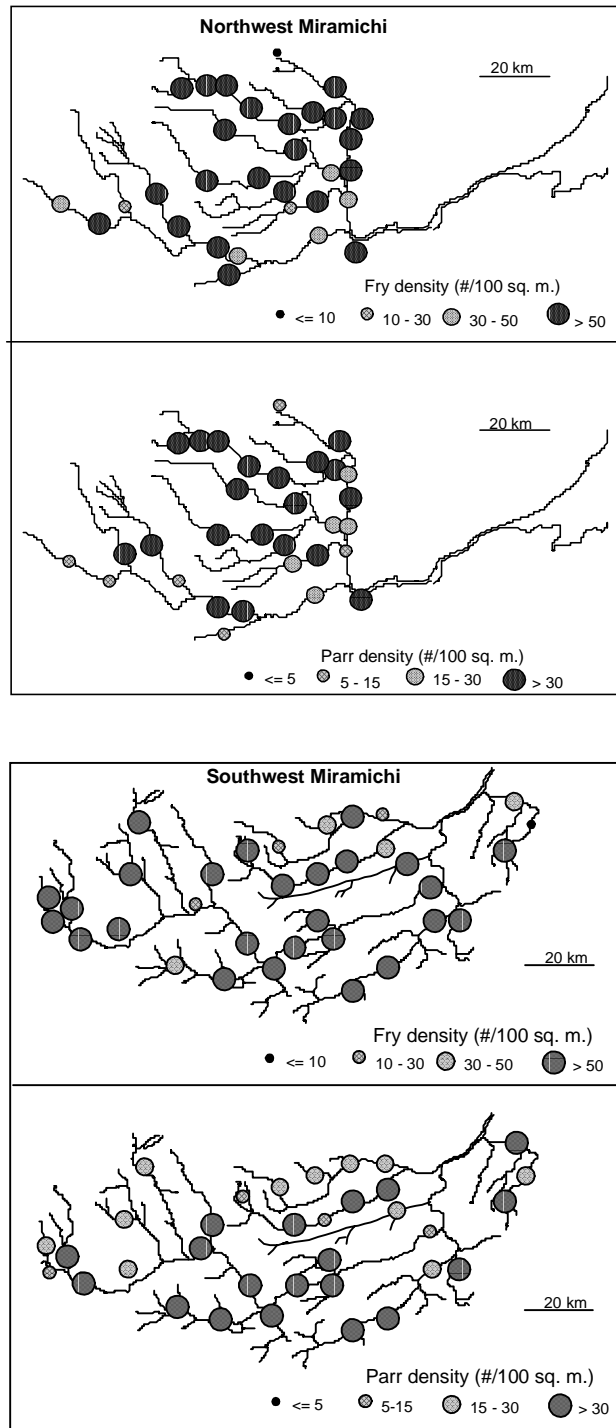 Northwest Miramichi
20 km
Fry density (#/100 sq. m.)
<= 10 10 - 30 30 - 50 > 50
20 km
Parr density (#/100 sq. m.)
<= 5 5 - 15 15 - 30 > 30
Southwest Miramichi
20 km
Fry density (#/100 sq. m.)
<= 10 10 - 30 30 - 50 > 50
20 km
Parr density (#/100 sq. m.)
<= 5 5-15 15 - 30 > 30